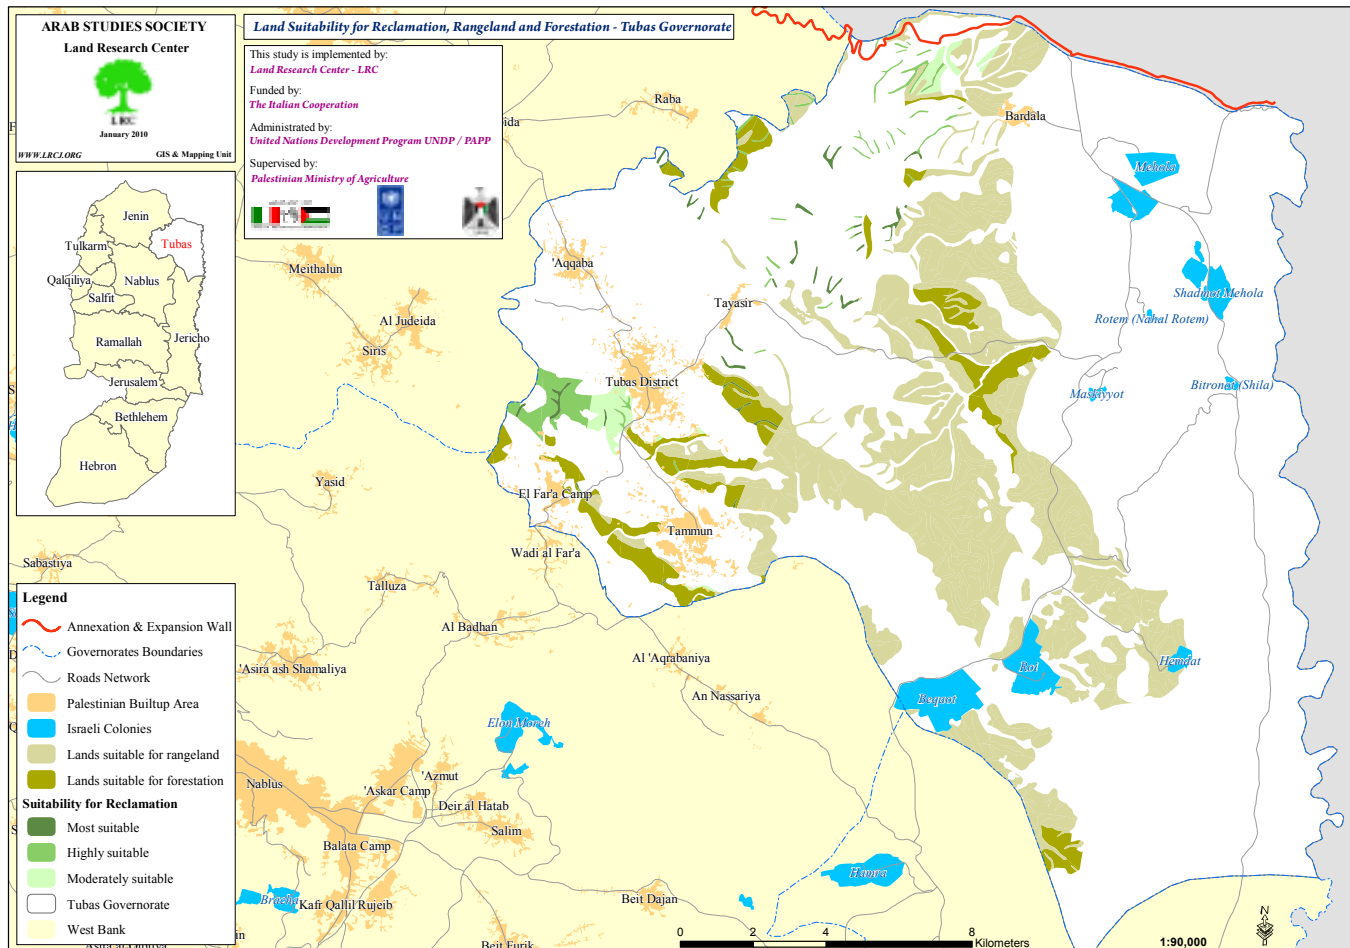 ARAB STUDIES SOCIETY
Land Research Center
LRC
January 2010
WWW.LRCJ.ORG
GIS & Mapping Unit
Land Suitability for Reclamation, Rangeland and Forestation - Tubas Governorate
This study is implemented by:
Land Research Center - LRC
Funded by:
The Italian Cooperation
Administrated by:
United Nations Development Program UNDP / PAPP
Supervised by:
Palestinian Ministry of Agriculture
Jenin
Tubas
Tulkarm
Qalqiliya
Nablus
Salfit
Ramallah
Jericho
Jerusalem
Bethlehem
Hebron
Raba
Bardala
Mehola
Meithalun
'Aqqaba
Shadmot Mehola
Tayasir
Al Judeida
Rotem (Nahal Rotem)
Siris
Tubas District
Maskiyyot
Bitronot (Shila)
Yasid
El Far'a Camp
Tammun
Wadi al Far'a
Sabastiya
Talluza
Al Badhan
'Asira ash Shamaliya
Al 'Aqrabaniya
Roi
Hemdat
An Nassariya
Beqaot
Elon Moreh
Nablus
'Azmut
'Askar Camp
Deir al Hatab
Salim
Balata Camp
Hamra
Bracha
Kafr Qallil
Rujeib
Beit Dajan
Beit Furik
Legend
Annexation & Expansion Wall
Governorates Boundaries
Roads Network
Palestinian Builtup Area
Israeli Colonies
Lands suitable for rangeland
Lands suitable for forestation
Suitability for Reclamation
Most suitable
Highly suitable
Moderately suitable
Tubas Governorate
West Bank
0 2 4 8
Kilometers
N
1:90,000